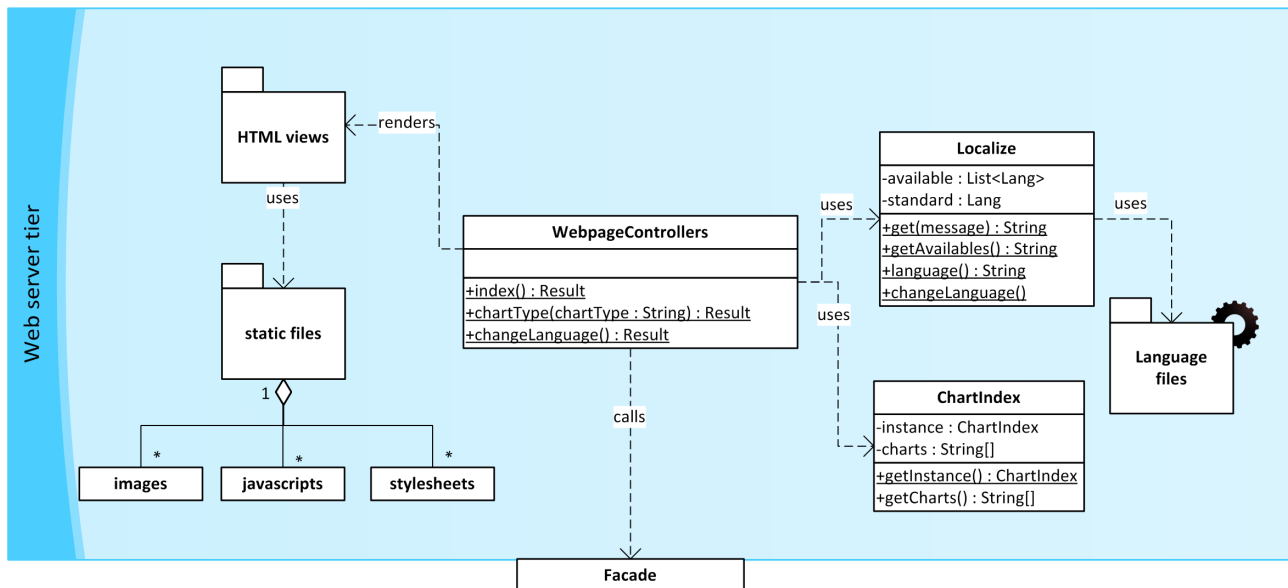 Web server tier
HTML views
renders
uses
static files
1
*
*
*
images
javascripts
stylesheets
WebpageControllers
+index() : Result
+chartType(chartType : String) : Result
+changeLanguage() : Result
calls
Facade
uses
uses
Localize
-available : List<Lang>
-standard : Lang
+get(message) : String
+getAvailables() : String
+language() : String
+changeLanguage()
uses
Language
files
ChartIndex
-instance : ChartIndex
-charts : String[]
+getInstance() : ChartIndex
+getCharts() : String[]